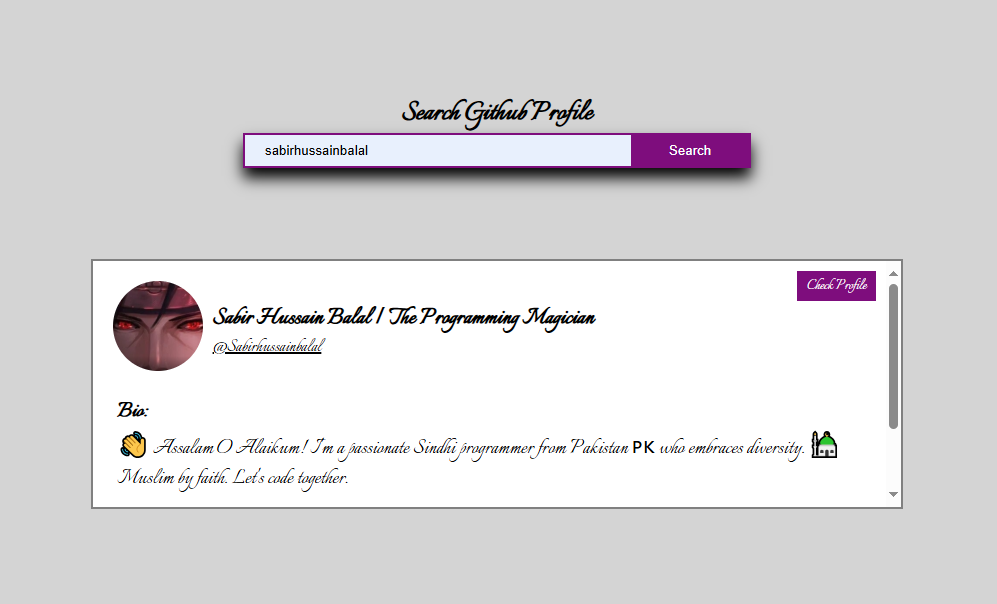 Search Github Profile
sabirhussainbalal
Search
Check Profile
Sabir Hussain Balal | The Programming Magician
@Sabirhussainbalal
Bio:
👋 Assalam O Alaikum! I'm a passionate Sindhi programmer from Pakistan PK who embraces diversity. 🕌
Muslim by faith. Let's code together.